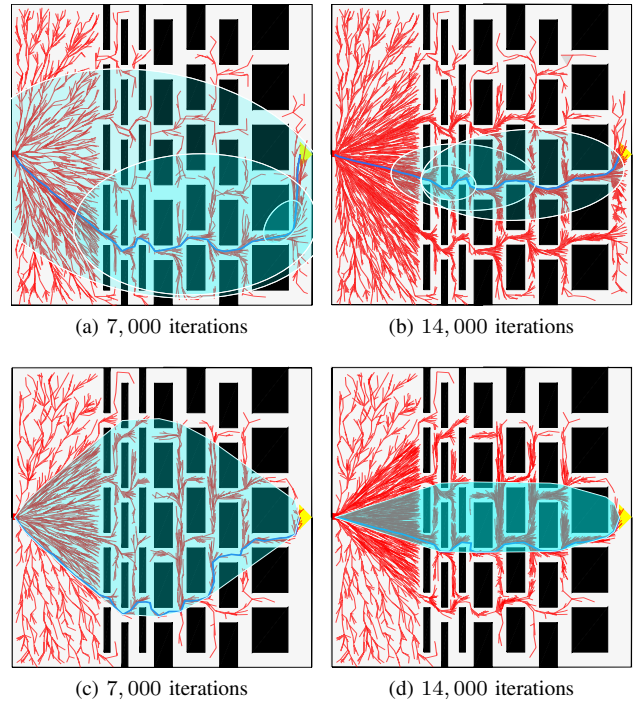 (a) 7, 000 iterations
(b) 14, 000 iterations
(c) 7, 000 iterations
(d) 14, 000 iterations